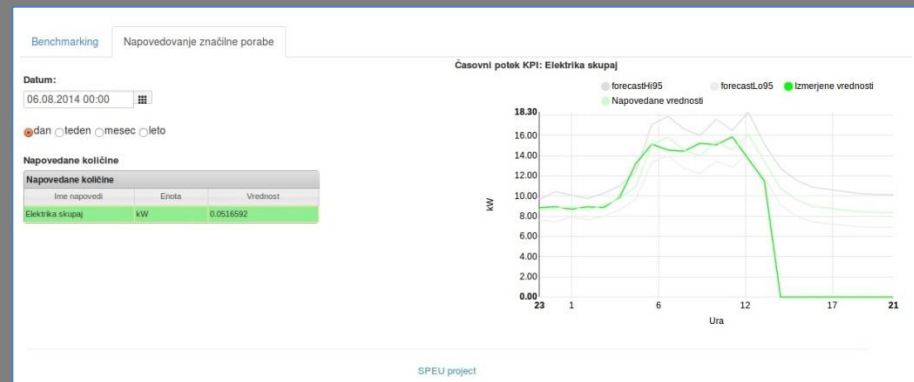 Benchmarking
Napovedovanje značilne porabe
Datum:
06.08.2014 00:00
dan teden mesec leto
Napovedane količine
Napovedane količine
Ime napovedi Enota Vrednost
Elektrika skupaj kW 0.0516592
Časovni potek KPI: Elektrika skupaj
forecastHi95 forecastLo95 Izmerjene vrednosti
Napovedane vrednosti
18.30
16.00
14.00
12.00
10.00
8.00
6.00
4.00
2.00
0.00
kW
23 1 6 12 17 21
Ura
SPEU project